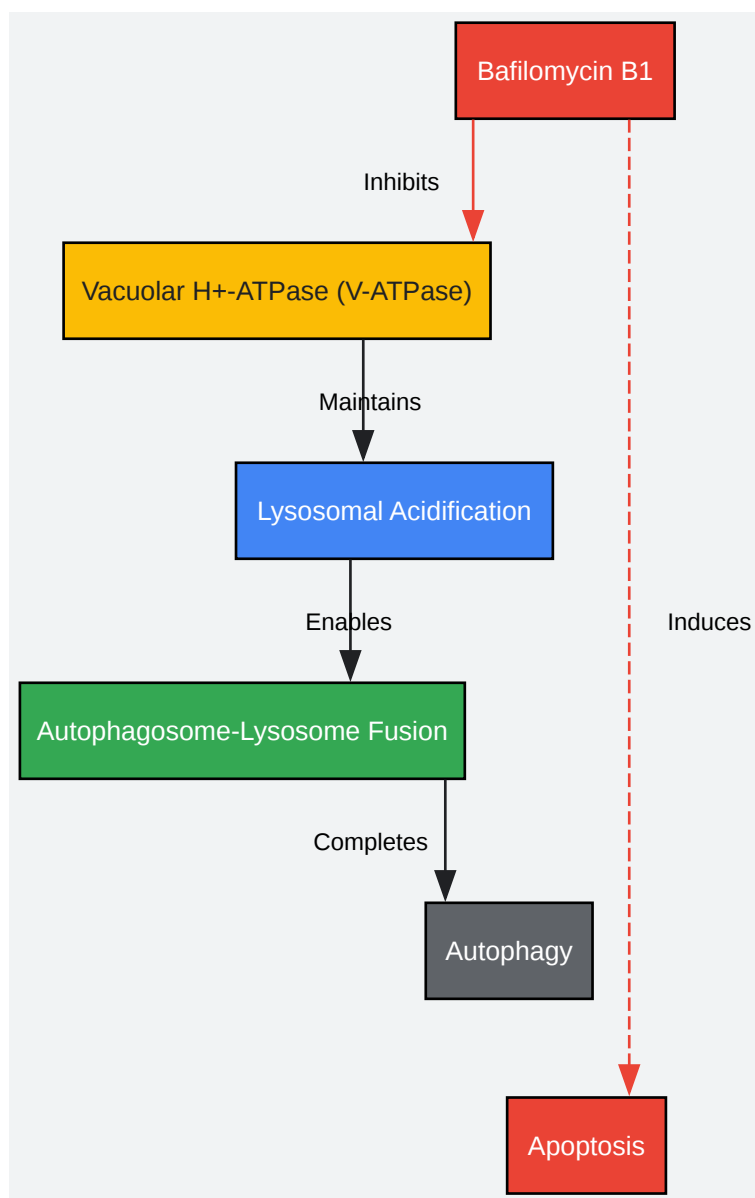 Bafilomycin B1
Inhibits
Vacuolar H+-ATPase (V-ATPase)
Maintains
Lysosomal Acidification
Enables
Induces
Autophagosome-Lysosome Fusion
Completes
Autophagy
Apoptosis